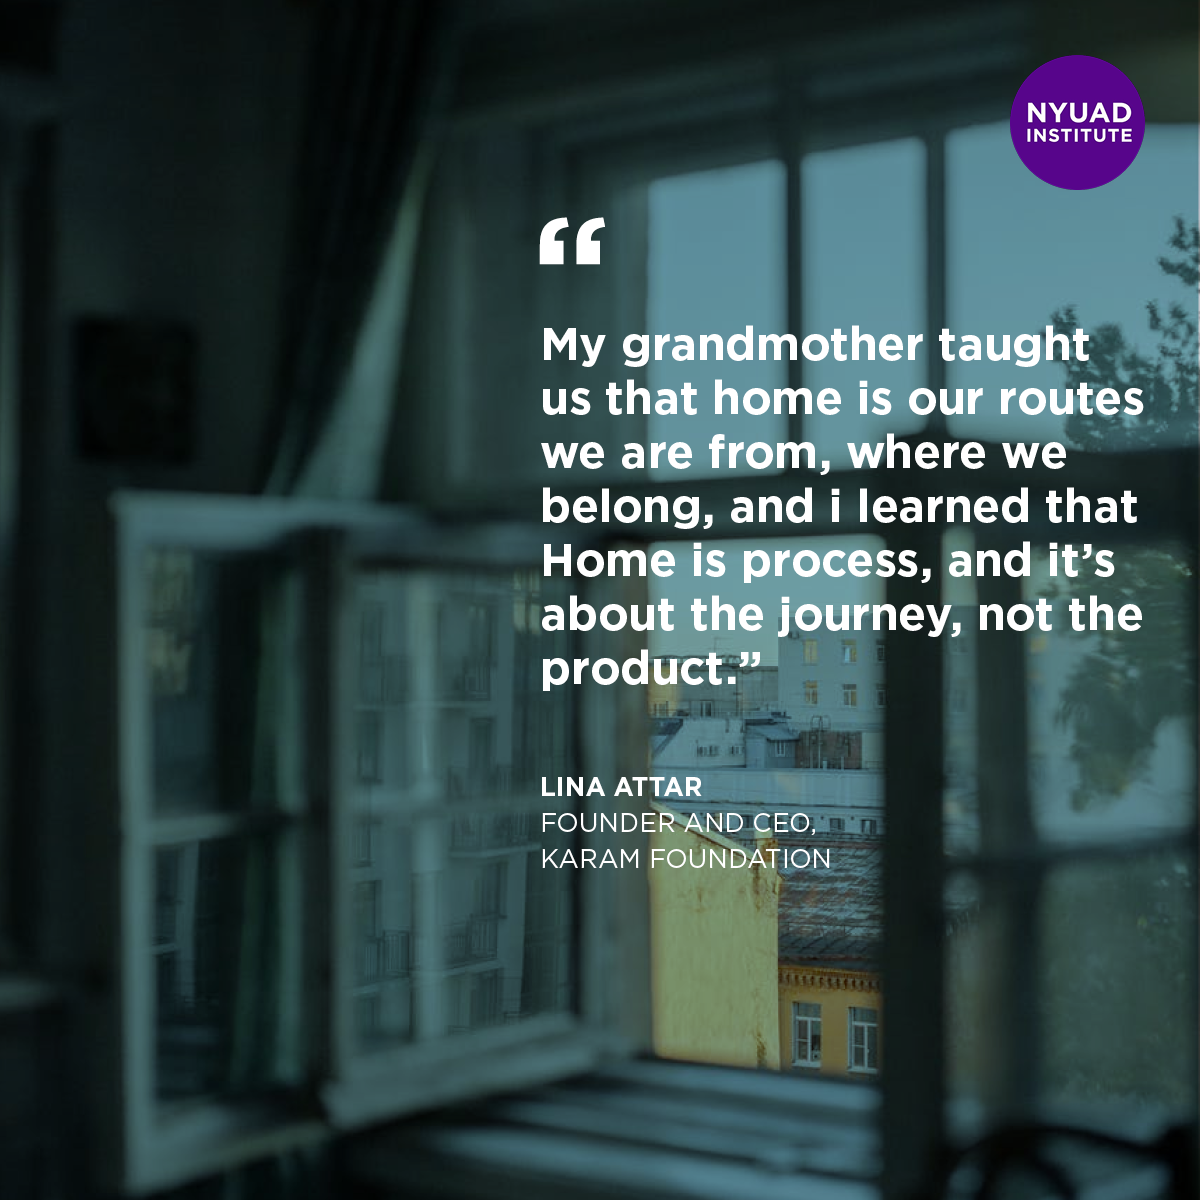 NYUAD
INSTITUTE
“
My grandmother taught
us that home is our routes
we are from, where we
belong, and i learned that
Home is process, and it’s
about the journey, not the
product.”
LINA ATTAR
FOUNDER AND CEO,
KARAM FOUNDATION